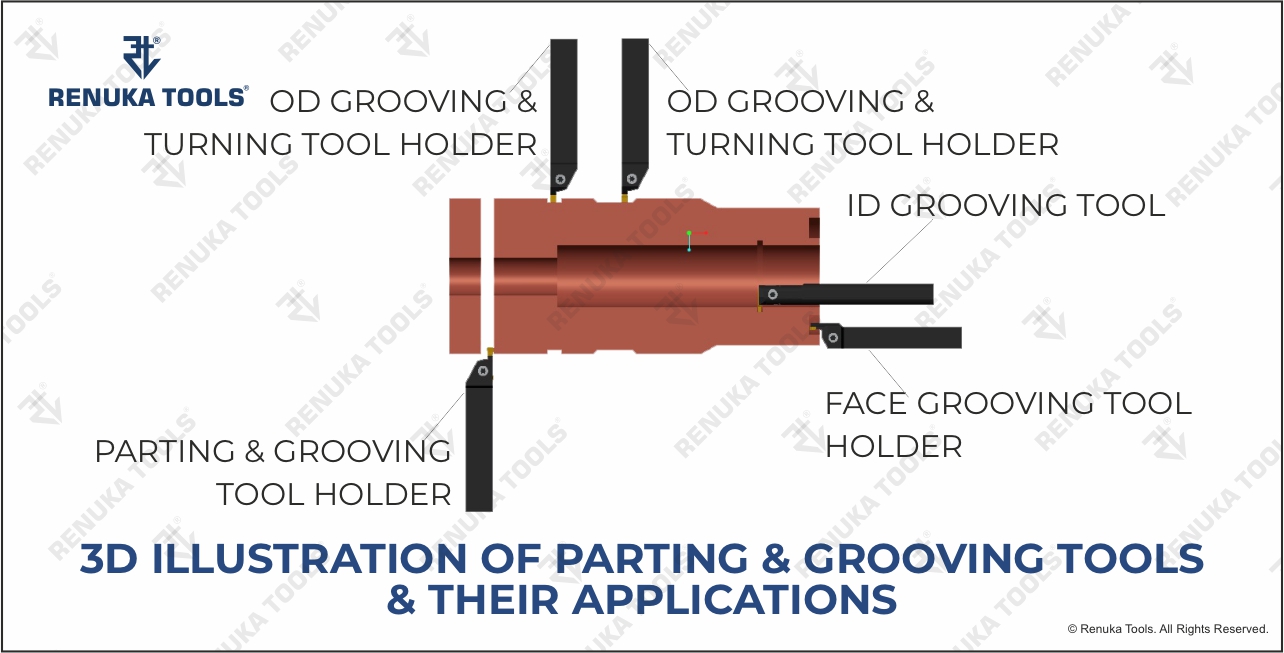 RENUKA TOOLS®
OD GROOVING &
TURNING TOOL HOLDER
OD GROOVING &
TURNING TOOL HOLDER
ID GROOVING TOOL
FACE GROOVING TOOL
HOLDER
PARTING & GROOVING
TOOL HOLDER
3D ILLUSTRATION OF PARTING & GROOVING TOOLS
& THEIR APPLICATIONS
© Renuka Tools. All Rights Reserved.